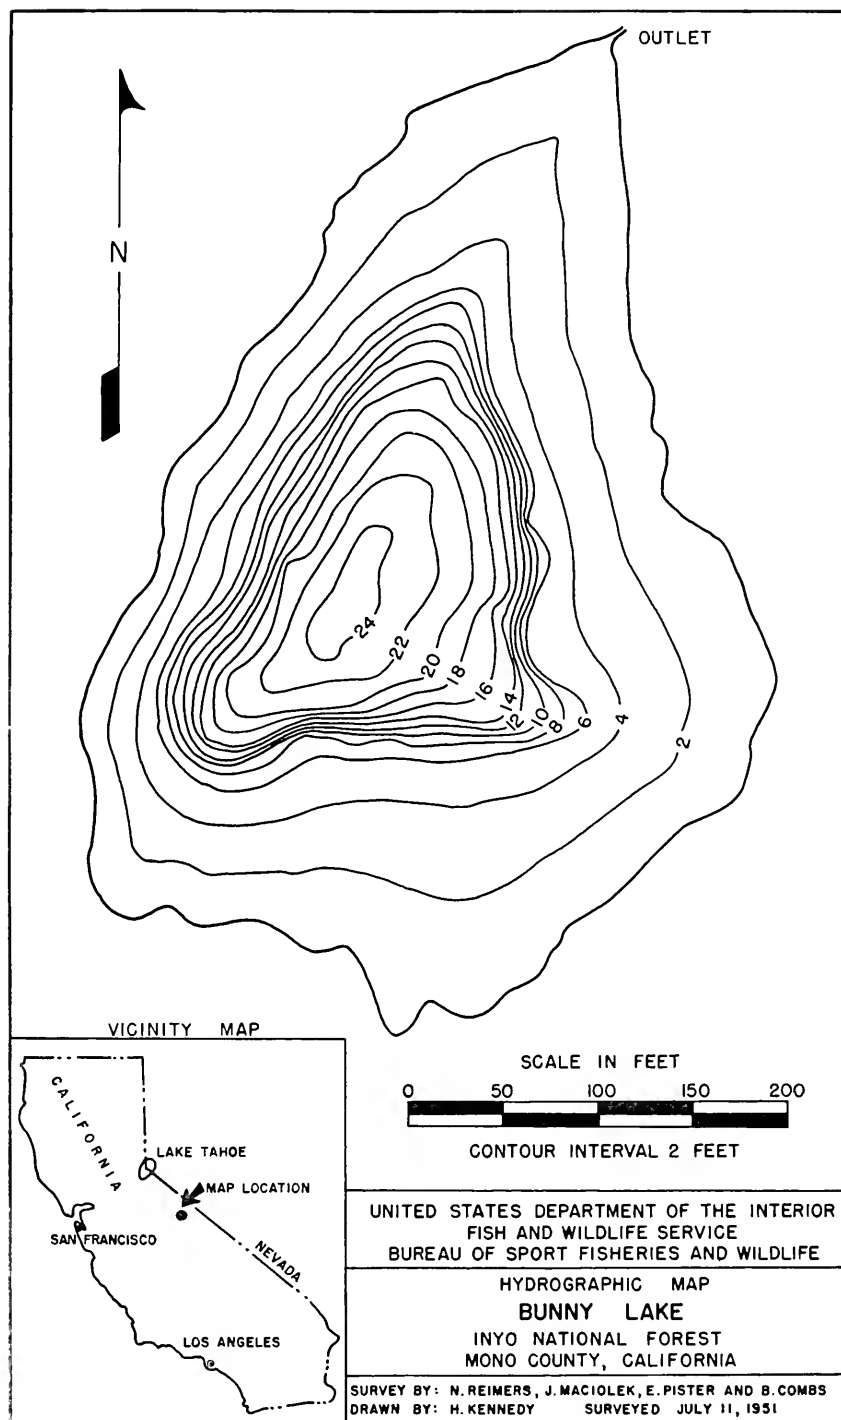 OUTLET
N
24
22
20
18
16
14
12
10
8
6
4
2
VICINITY MAP
CALIFORNIA
LAKE TAHOE
MAP LOCATION
SAN FRANCISCO
NEVADA
LOS ANGELES
SCALE IN FEET
0 50 100 150 200
CONTOUR INTERVAL 2 FEET
UNITED STATES DEPARTMENT OF THE INTERIOR
FISH AND WILDLIFE SERVICE
BUREAU OF SPORT FISHERIES AND WILDLIFE
HYDROGRAPHIC MAP
BUNNY LAKE
INYO NATIONAL FOREST
MONO COUNTY, CALIFORNIA
SURVEY BY: N. REIMERS, J. MACIOLEK, E. PISTER AND B. COMBS
DRAWN BY: H. KENNEDY SURVEYED JULY 11, 1951